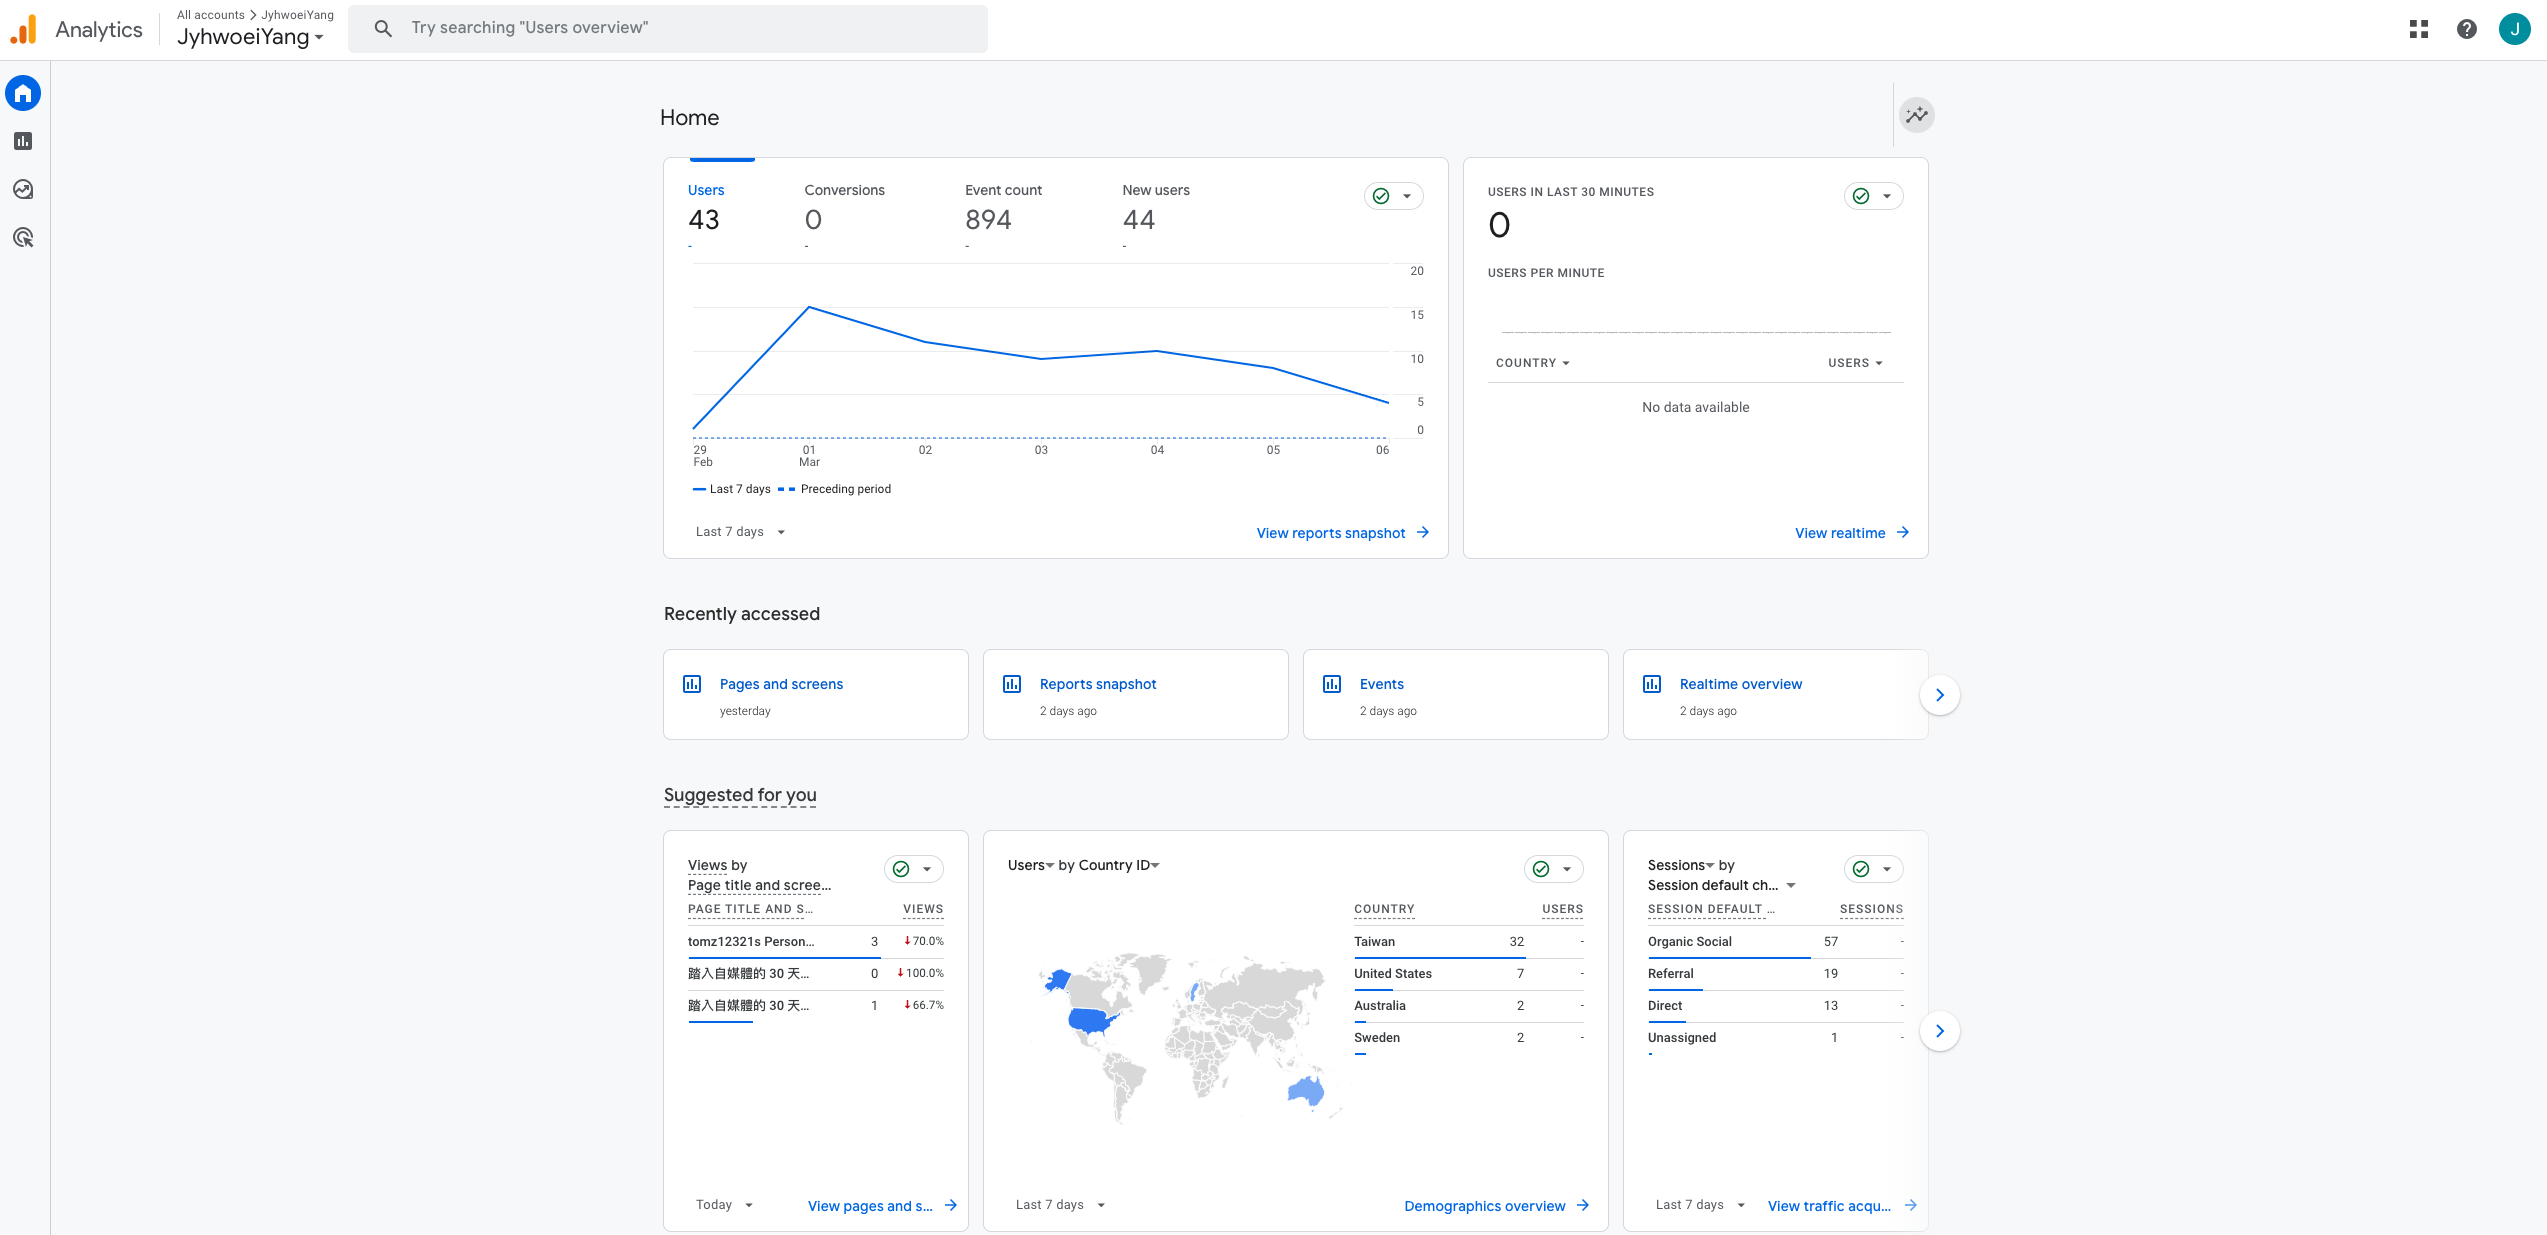 Analytics
All accounts > JyhwoeiYang
JyhwoeiYang
Try searching "Users overview"
J
Home
Users
43
-
Conversions
0
-
Event count
894
-
New users
44
-
20
15
10
5
0
29
Feb
01
Mar
02
03
04
05
06
Last 7 days
Preceding period
Last 7 days
View reports snapshot
USERS IN LAST 30 MINUTES
0
USERS PER MINUTE
COUNTRY
USERS
No data available
View realtime
Recently accessed
Pages and screens
yesterday
Reports snapshot
2 days ago
Events
2 days ago
Realtime overview
2 days ago
Suggested for you
Views by
Page title and scree...
PAGE TITLE AND S...
VIEWS
tomz12321s Person... 3 70.0%
踏入自媒體的 30 天... 0 100.0%
踏入自媒體的 30 天... 1 66.7%
Today
View pages and s...
Users by Country ID
COUNTRY
USERS
Taiwan 32 -
United States 7 -
Australia 2 -
Sweden 2 -
Last 7 days
Demographics overview
Sessions by
Session default ch...
SESSION DEFAULT ...
SESSIONS
Organic Social 57 -
Referral 19 -
Direct 13 -
Unassigned 1 -
Last 7 days
View traffic acqu...